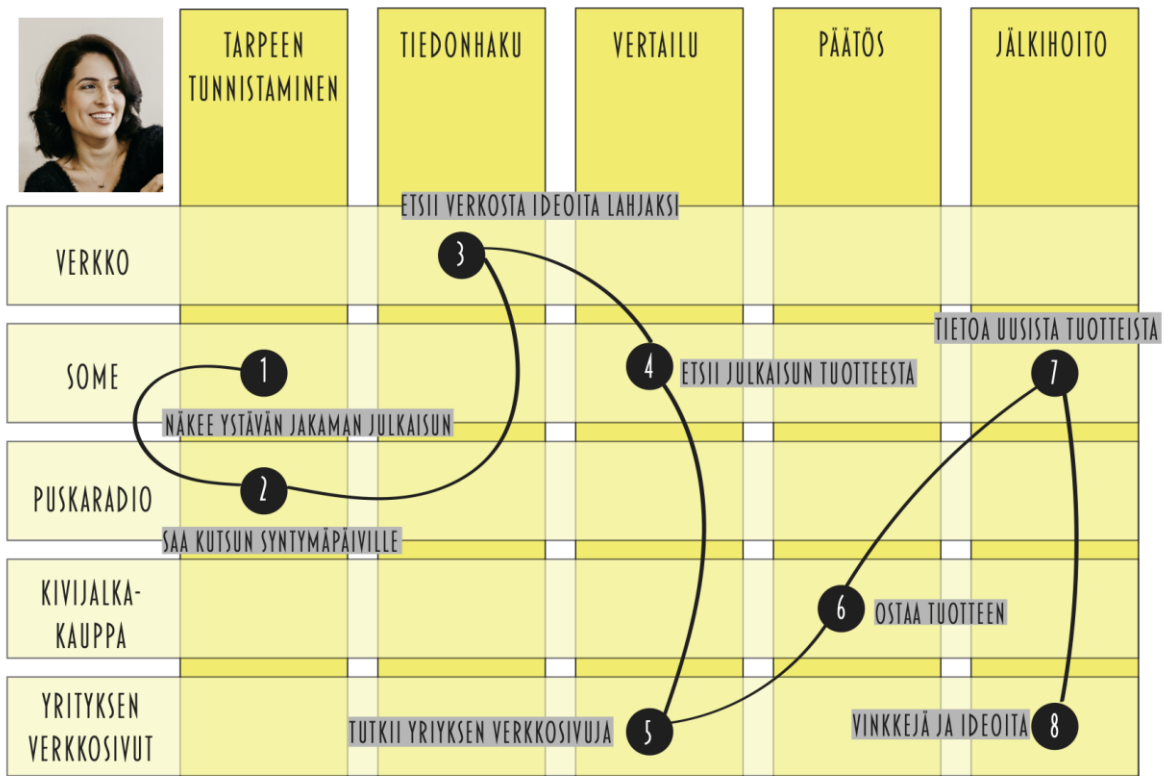 TARPEEN
TUNNISTAMINEN
TIEDONHAKU
VERTAILU
PÄÄTÖS
JÄLKIHOITO
ETSII VERKOSTA IDEOITA LAHJAKSI
VERKKO
3
TIETOA UUSISTA TUOTTEISTA
SOME
1
4
ETSII JULKAISUN TUOTTEESTA
7
NÄKEE YSTÄVÄN JAKAMAN JULKAISUN
PUSKARADIO
2
SAA KUTSUN SYNTYMÄPÄIVILLE
KIVIJALKA-
KAUPPA
6
OSTAA TUOTTEEN
YRITYKSEN
VERKKOSIVUT
TUTKII YRIYKSEN VERKKOSIVUJA
5
VINKKEJÄ JA IDEOITA
8